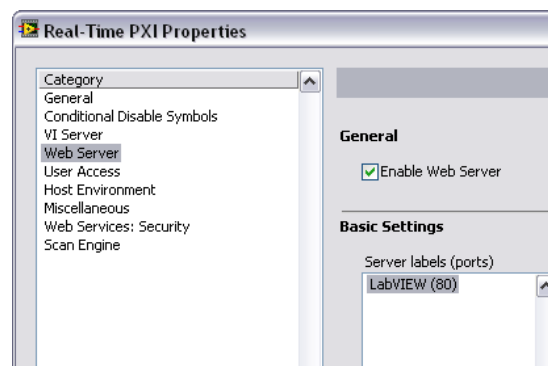 Real-Time PXI Properties
Category
General
Conditional Disable Symbols
VI Server
Web Server
User Access
Host Environment
Miscellaneous
Web Services: Security
Scan Engine
General
Enable Web Server
Basic Settings
Server labels (ports)
LabVIEW (80)